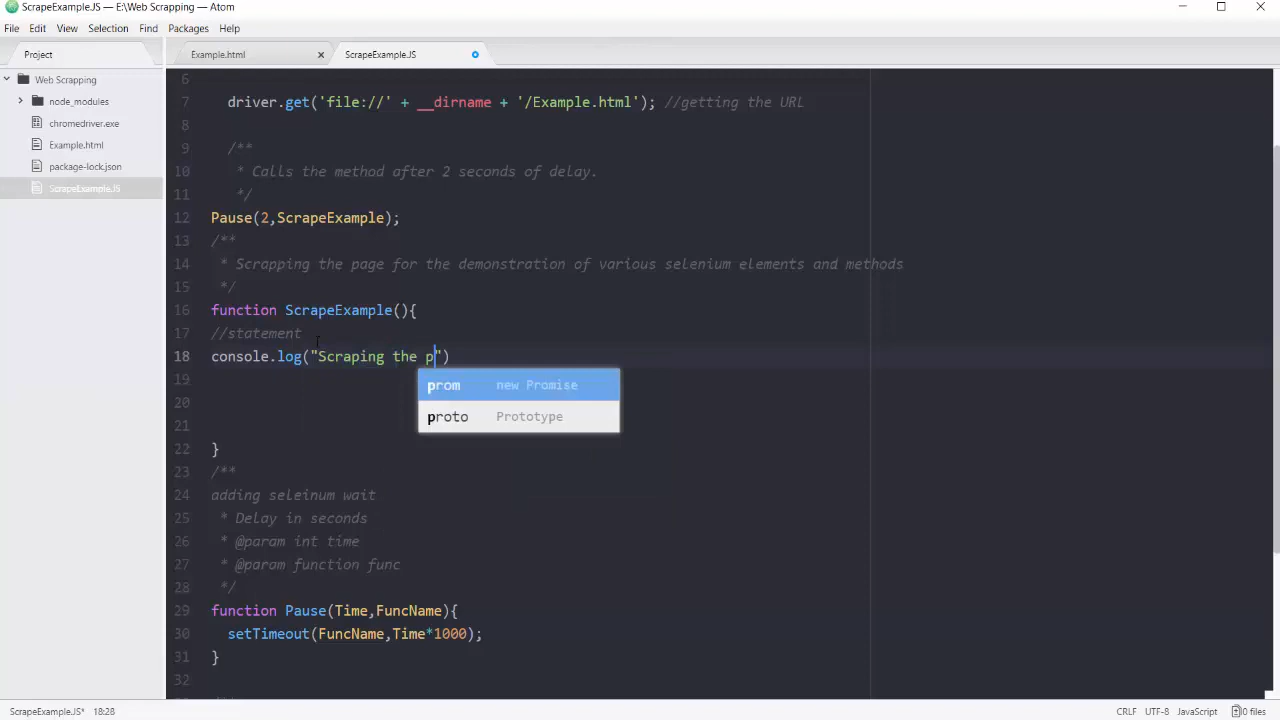 ScrapeExample.JS — E:\Web Scrapping — Atom
File Edit View Selection Find Packages Help
Project
Example.html
ScrapeExample.JS
Web Scrapping
node_modules
chromedriver.exe
Example.html
package-lock.json
ScrapeExample.JS
6
7 driver.get('file://' + __dirname + '/Example.html'); //getting the URL
8
9 /**
10 * Calls the method after 2 seconds of delay.
11 */
12 Pause(2,ScrapeExample);
13 /**
14 * Scrapping the page for the demonstration of various selenium elements and methods
15 */
16 function ScrapeExample(){
17 //statement
18 console.log("Scraping the p")
prom new Promise
proto Prototype
19
20
21
22 }
23 /**
24 adding seleinum wait
25 * Delay in seconds
26 * @param int time
27 * @param function func
28 */
29 function Pause(Time,FuncName){
30 setTimeout(FuncName,Time*1000);
31 }
32
ScrapeExample.JS* 18:28
CRLF UTF-8 JavaScript 0 files